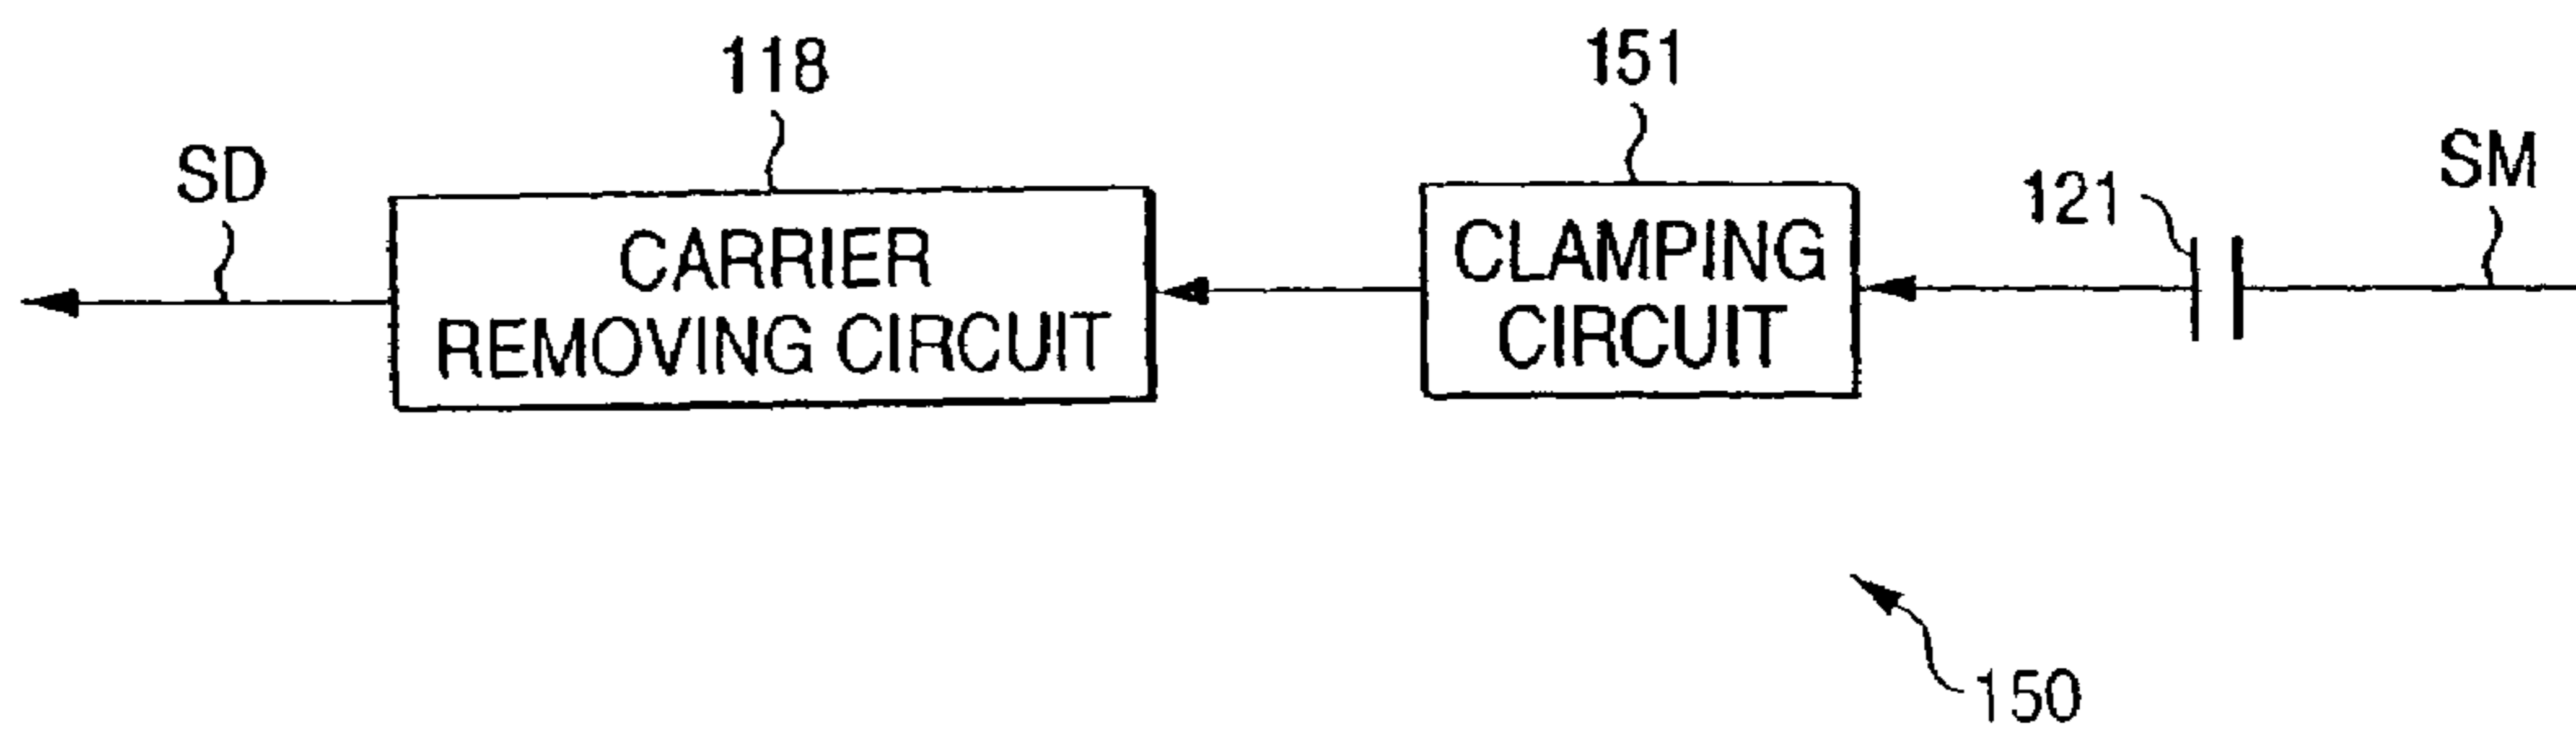 118
151
SD
121
SM
CARRIER
REMOVING CIRCUIT
CLAMPING
CIRCUIT
150